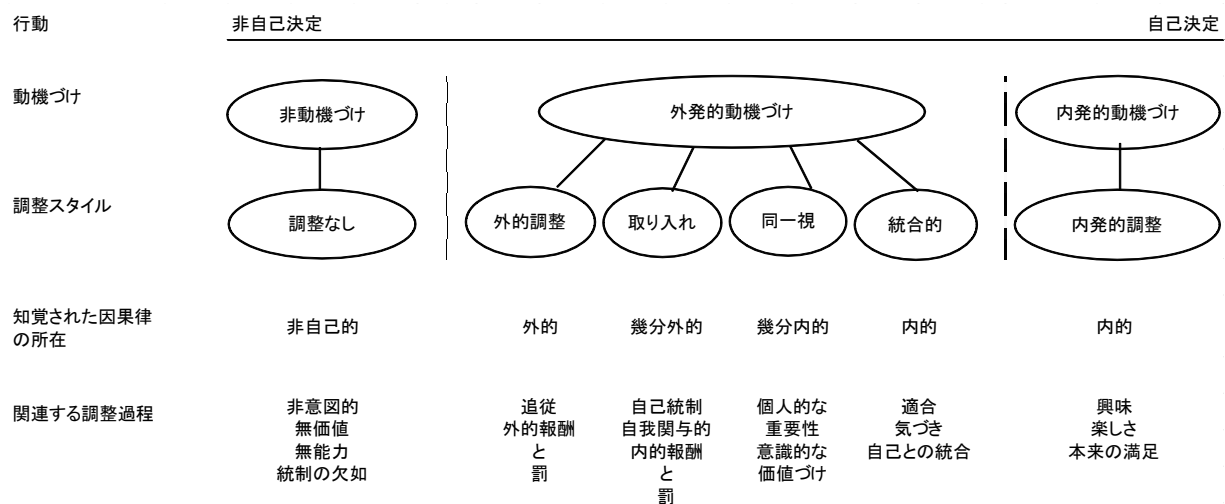 行動
非自己決定
自己決定
動機づけ
非動機づけ
外発的動機づけ
内発的動機づけ
調整スタイル
調整なし
外的調整
取り入れ
同一視
統合的
内発的調整
知覚された因果律
の所在
非自己的
外的
幾分外的
幾分内的
内的
内的
関連する調整過程
非意図的
無価値
無能力
統制の欠如
追従
外的報酬
と
罰
自己統制
自我関与的
内的報酬
と
罰
個人的な
重要性
意識的な
価値づけ
適合
気づき
自己との統合
興味
楽しさ
本来の満足